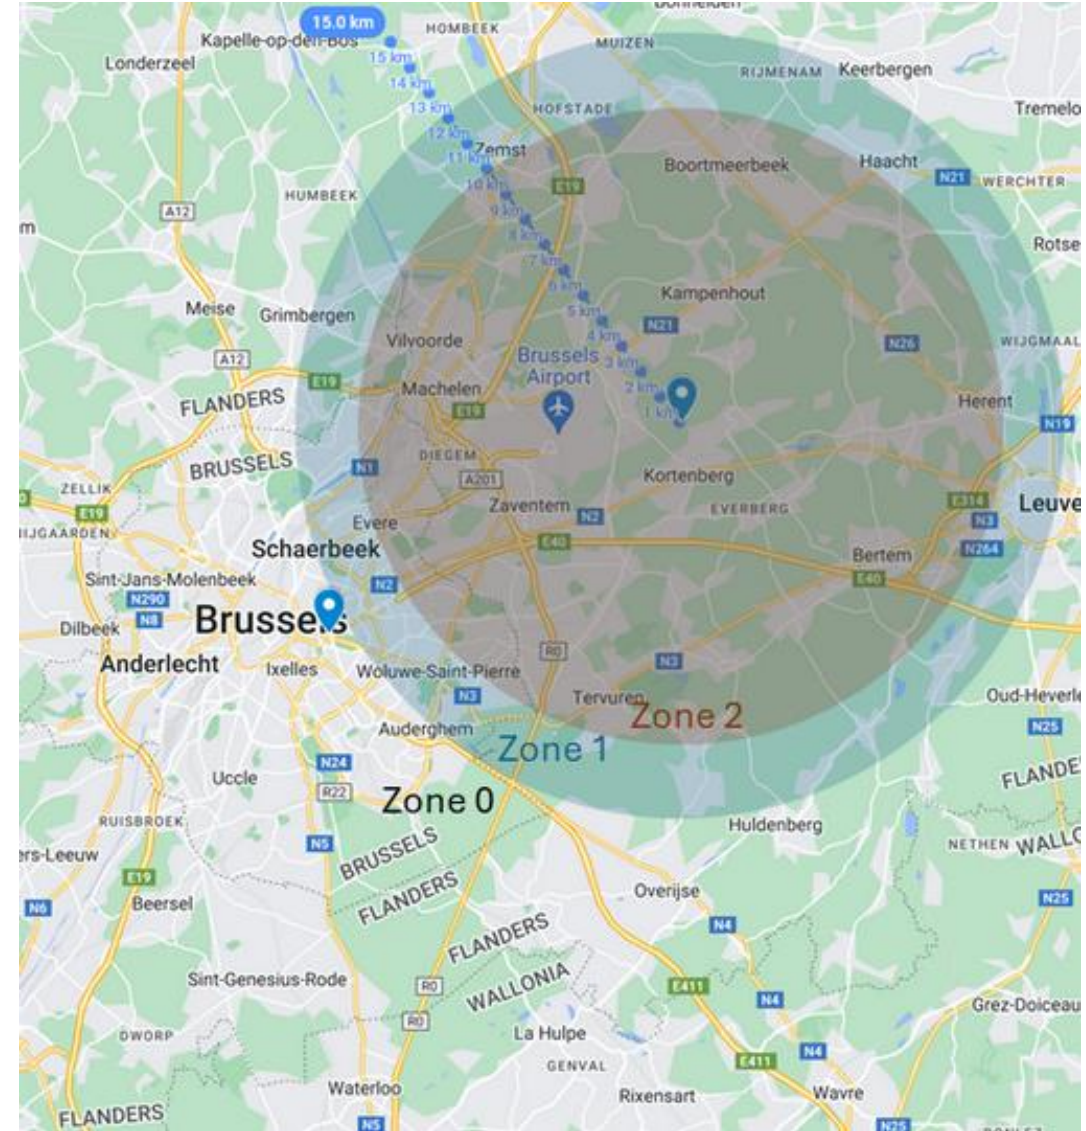 15.0 km
Kapelle-op-den-Bos
HOMBEEK
MUIZEN
Londerzeel
15 km
RIJMENAM
Keerbergen
14 km
13 km
HOFSTADE
Tremelo
12 km
Zemst
11 km
Boortmeerbeek
Haacht
10 km
E19
N21
WERCHTER
HUMBEEK
A12
9 km
8 km
Rotse
7 km
6 km
Kampenhout
Meise
Grimbergen
5 km
N21
Vilvoorde
4 km
N26
WIJGMAAL
Brussels
Airport
3 km
A12
E19
Machelen
2 km
FLANDERS
E19
1 km
Herent
N19
BRUSSELS
N1
DIEGEM
A201
Kortenberg
ZELLIK
E19
Zaventem
N2
EVERBERG
E314
Leuve
N3
IJGAARDEN
Evere
E40
N264
Schaerbeek
Bertem
E40
Sint-Jans-Molenbeek
N2
N290
N8
Brussels
Dilbeek
R0
Anderlecht
Ixelles
Woluwe-Saint-Pierre
N3
N3
Tervuren
Oud-Heverle
Zone 2
Auderghem
N25
Zone 1
N24
Uccle
R22
Zone 0
FLANDE
RUISBROEK
Huldenberg
N5
NETHEN
WALLO
ers-Leeuw
BRUSSELS
E19
FLANDERS
Overijse
N25
N6
Beersel
N4
FLANDERS
Sint-Genesius-Rode
R0
WALLONIA
E411
N4
Grez-Doiceau
R0
DWORP
La Hulpe
N4
GENVAL
E411
Waterloo
Rixensart
Wavre
FLANDERS
N5
N25